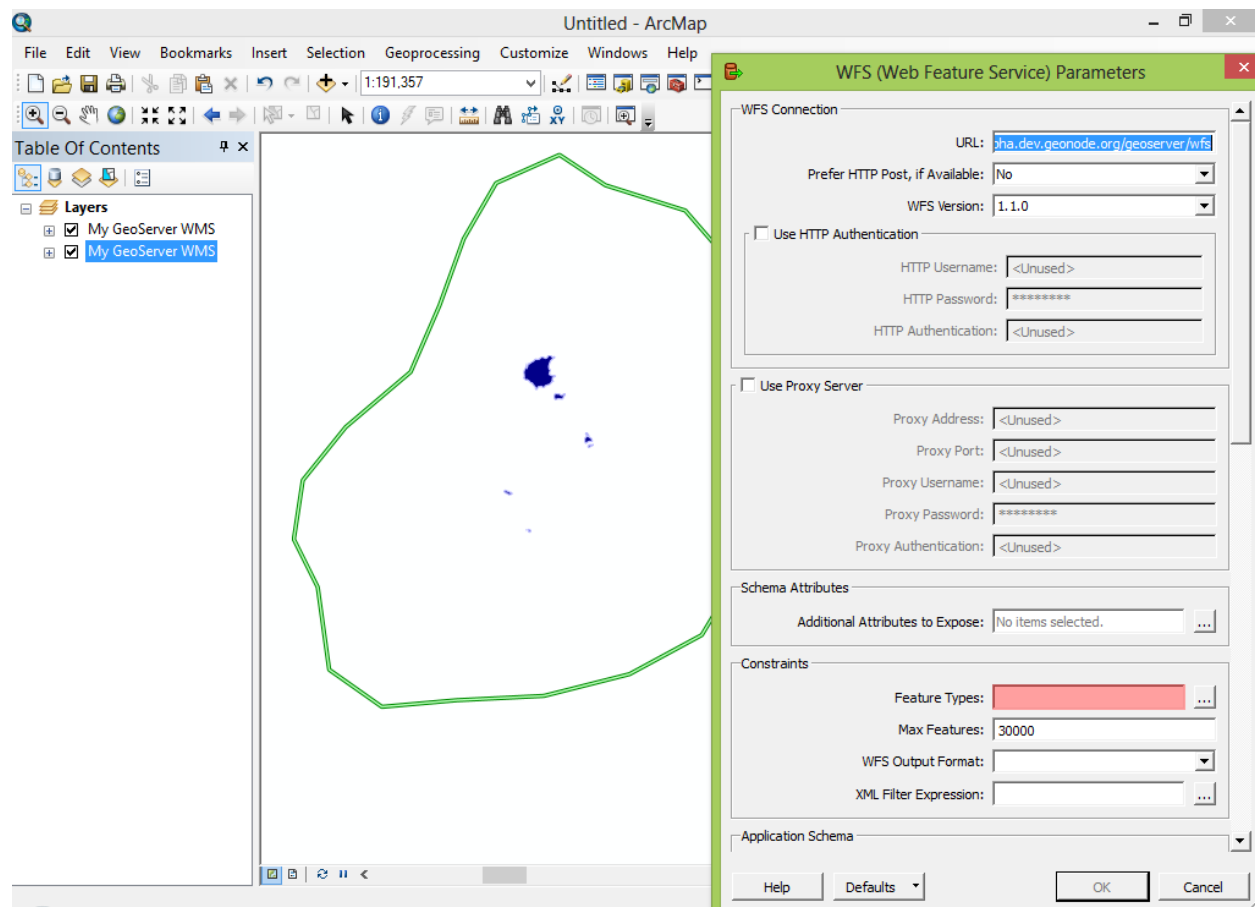 Untitled - ArcMap
File Edit View Bookmarks Insert Selection Geoprocessing Customize Windows Help
1:191,357
Table Of Contents
Layers
My GeoServer WMS
My GeoServer WMS
WFS (Web Feature Service) Parameters
WFS Connection
URL: oha.dev.geonode.org/geoserver/wfs
Prefer HTTP Post, if Available: No
WFS Version: 1.1.0
Use HTTP Authentication
HTTP Username: <Unused>
HTTP Password: ********
HTTP Authentication: <Unused>
Use Proxy Server
Proxy Address: <Unused>
Proxy Port: <Unused>
Proxy Username: <Unused>
Proxy Password: ********
Proxy Authentication: <Unused>
Schema Attributes
Additional Attributes to Expose: No items selected. ...
Constraints
Feature Types: ...
Max Features: 30000
WFS Output Format:
XML Filter Expression: ...
Application Schema
Help Defaults OK Cancel